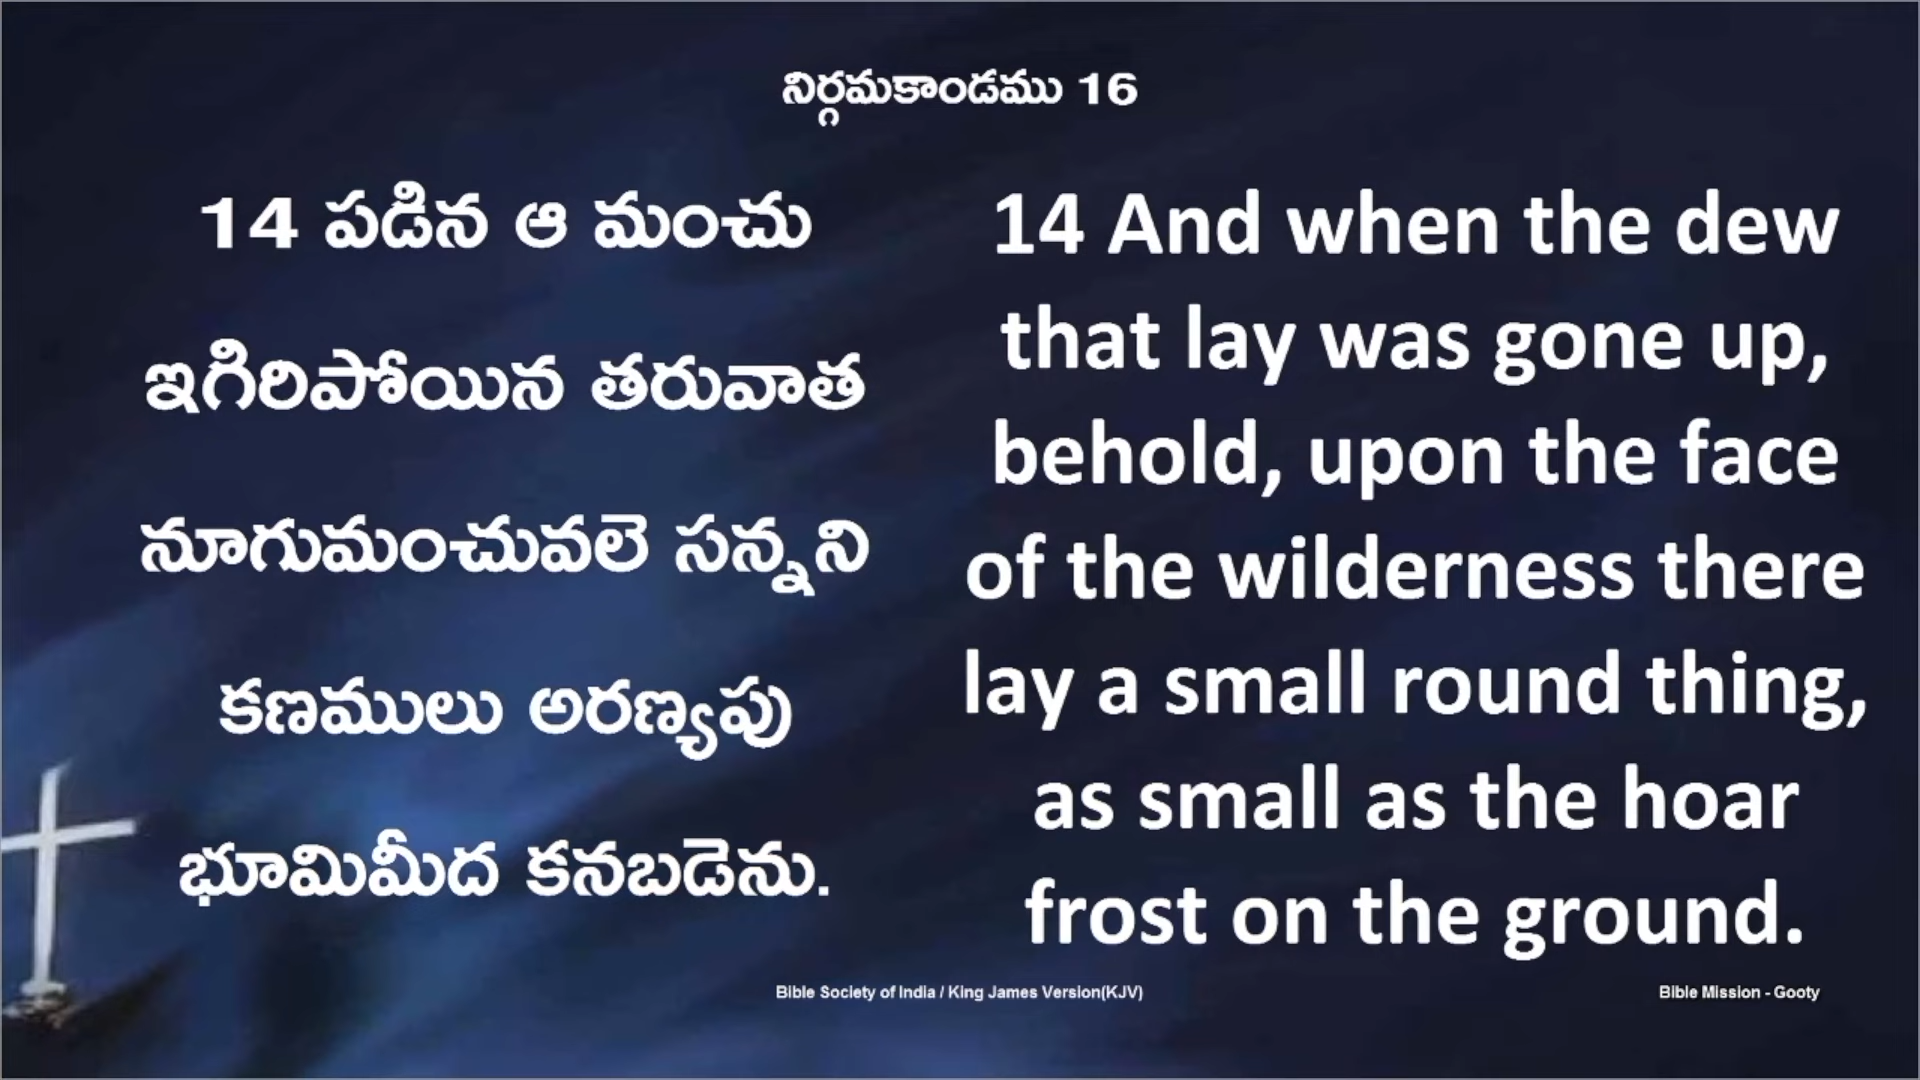 నిర్గమకాండము 16
14 పడిన ఆ మంచు
ఇగిరిపోయిన తరువాత
నూగుమంచువలె సన్నని
కణములు అరణ్యపు
భూమిమీద కనబడెను.
14 And when the dew
that lay was gone up,
behold, upon the face
of the wilderness there
lay a small round thing,
as small as the hoar
frost on the ground.
Bible Society of India / King James Version(KJV)
Bible Mission - Gooty